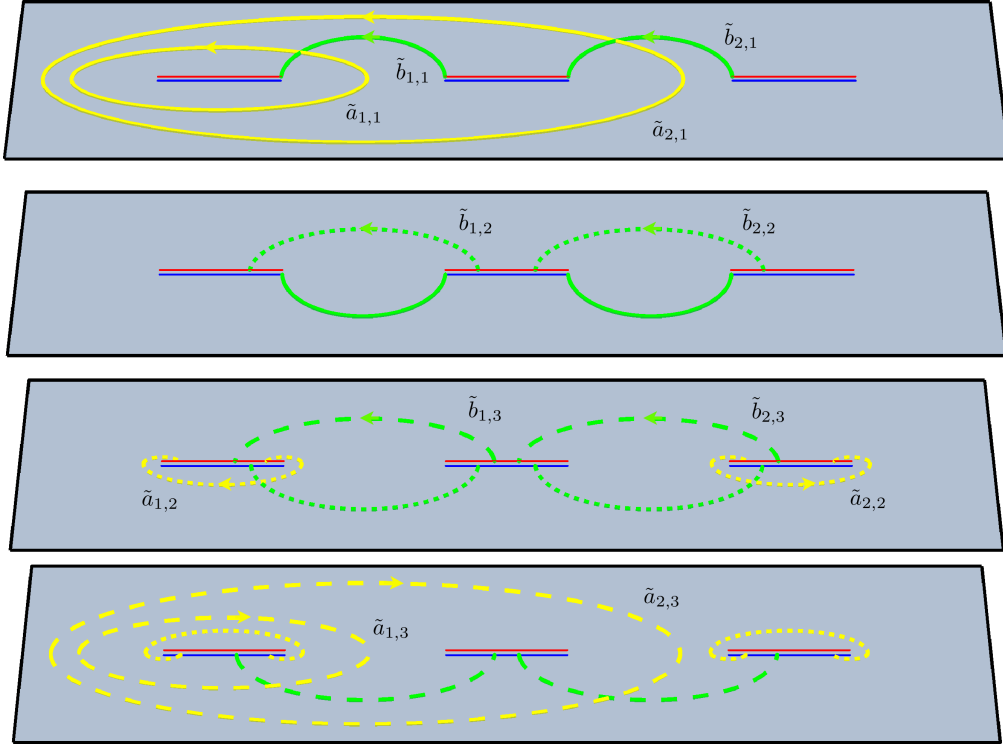 b̃₁,₁
b̃₂,₁
ã₁,₁
ã₂,₁
b̃₁,₂
b̃₂,₂
b̃₁,₃
b̃₂,₃
ã₁,₂
ã₂,₂
ã₁,₃
ã₂,₃